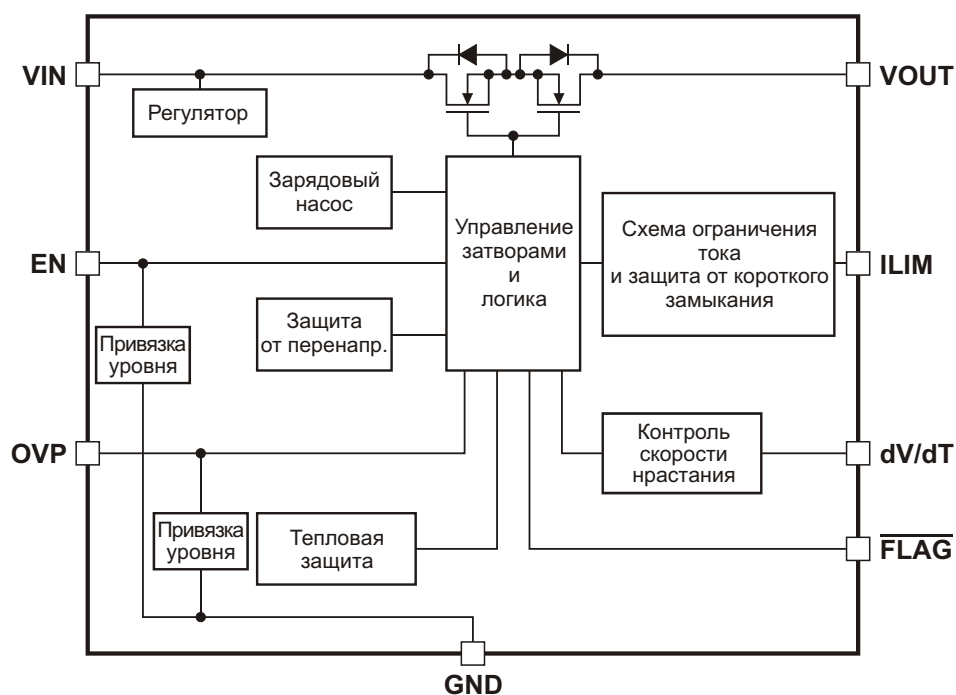 VIN
VOUT
Регулятор
Зарядовый
насос
Управление
затворами
и
логика
Схема ограничения
тока
и защита от короткого
замыкания
EN
ILIM
Защита
от перенапр.
Привязка
уровня
OVP
Контроль
скорости
нрастания
dV/dT
Привязка
уровня
Тепловая
защита
FLAG
GND